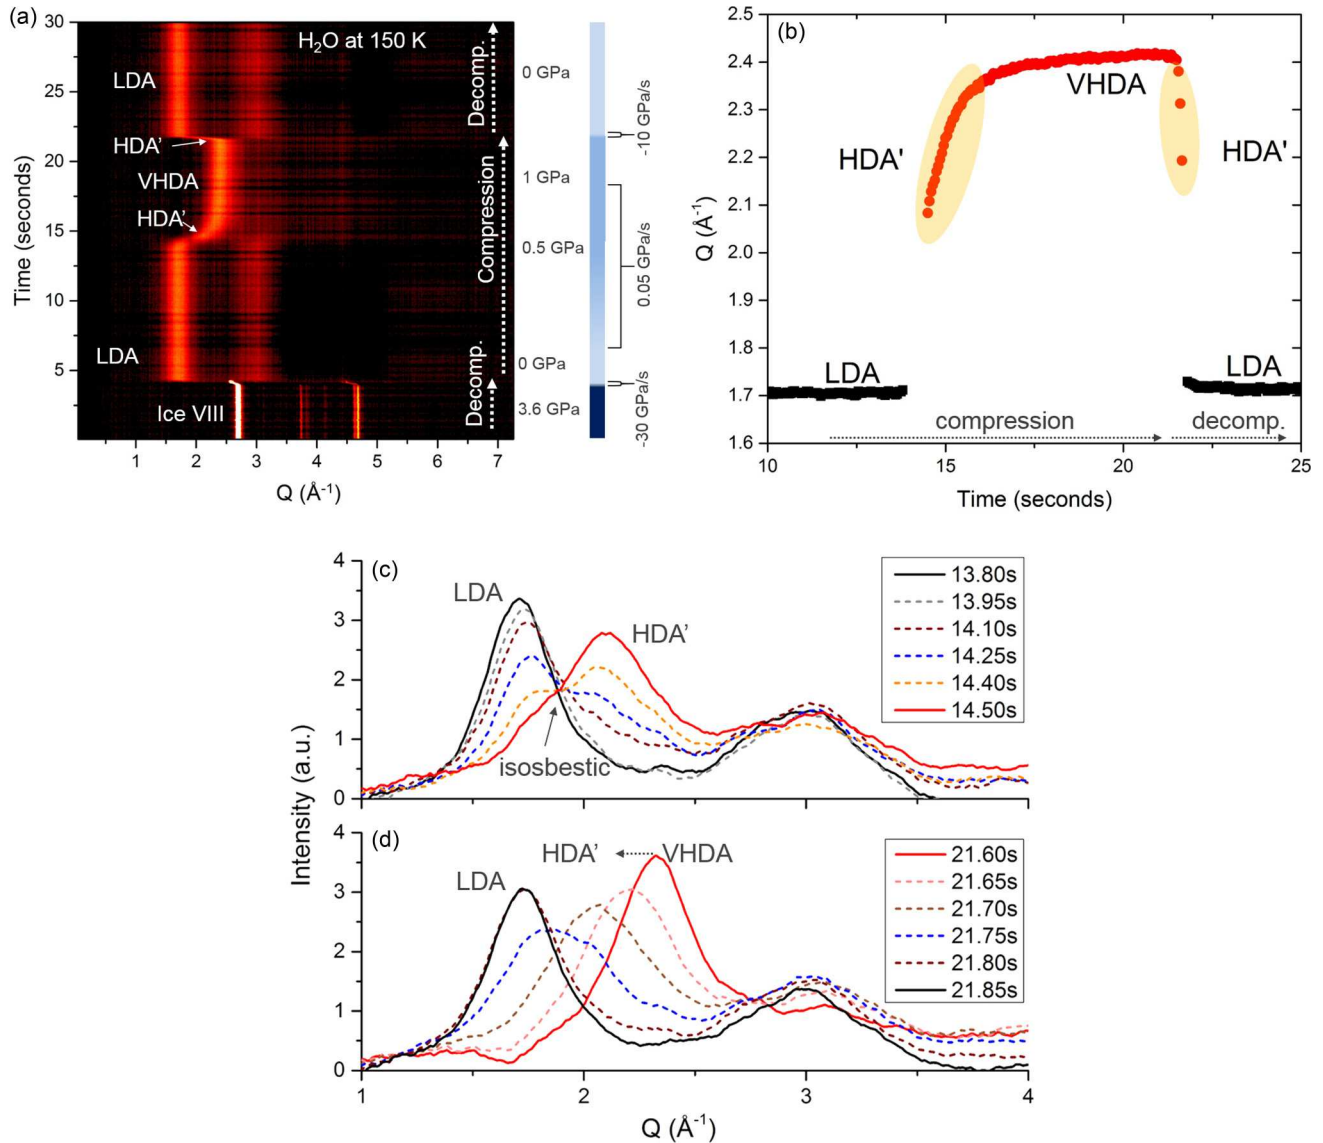 (a)
H₂O at 150 K
LDA
HDA'
VHDA
HDA'
LDA
Ice VIII
Decomp.
Compression
Decomp.
30
25
20
15
10
5
Time (seconds)
1 2 3 4 5 6 7
Q (Å⁻¹)
0 GPa
1 GPa
0.5 GPa
0 GPa
3.6 GPa
-10 GPa/s
0.05 GPa/s
-30 GPa/s
(b)
2.5
2.4
2.3
2.2
2.1
2.0
1.9
1.8
1.7
1.6
Q (Å⁻¹)
VHDA
HDA'
HDA'
LDA
LDA
compression
decomp.
10 15 20 25
Time (seconds)
(c)
4
3
2
1
0
LDA
HDA'
isosbestic
13.80s
13.95s
14.10s
14.25s
14.40s
14.50s
Intensity (a.u.)
(d)
4
3
2
1
0
HDA'
VHDA
LDA
21.60s
21.65s
21.70s
21.75s
21.80s
21.85s
1 2 3 4
Q (Å⁻¹)